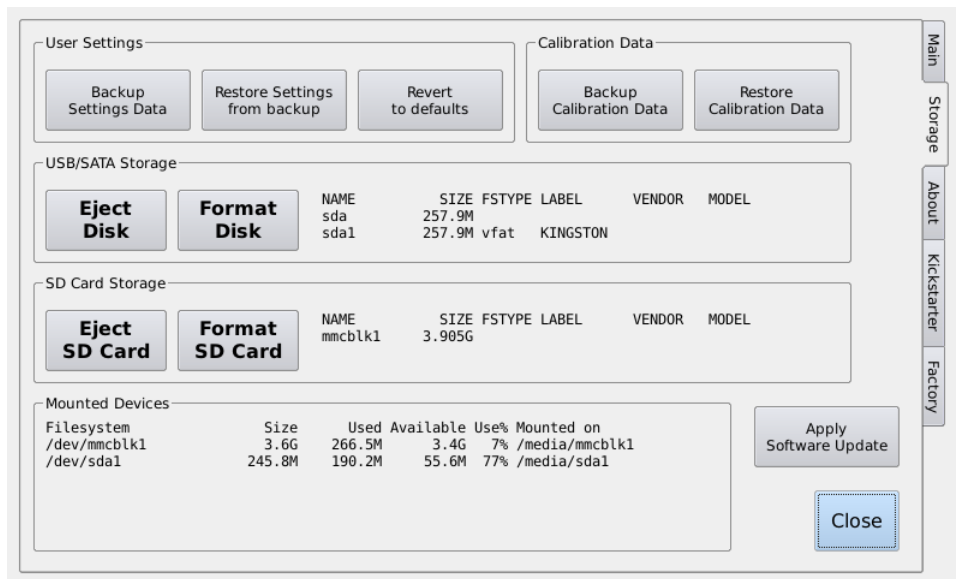 User Settings
Backup
Settings Data
Restore Settings
from backup
Revert
to defaults
Calibration Data
Backup
Calibration Data
Restore
Calibration Data
USB/SATA Storage
Eject
Disk
Format
Disk
NAME SIZE FSTYPE LABEL VENDOR MODEL
sda 257.9M
sda1 257.9M vfat KINGSTON
SD Card Storage
Eject
SD Card
Format
SD Card
NAME SIZE FSTYPE LABEL VENDOR MODEL
mmcblk1 3.905G
Mounted Devices
Filesystem Size Used Available Use% Mounted on
/dev/mmcblk1 3.6G 266.5M 3.4G 7% /media/mmcblk1
/dev/sda1 245.8M 190.2M 55.6M 77% /media/sda1
Apply
Software Update
Close
Main
Storage
About
Kickstarter
Factory